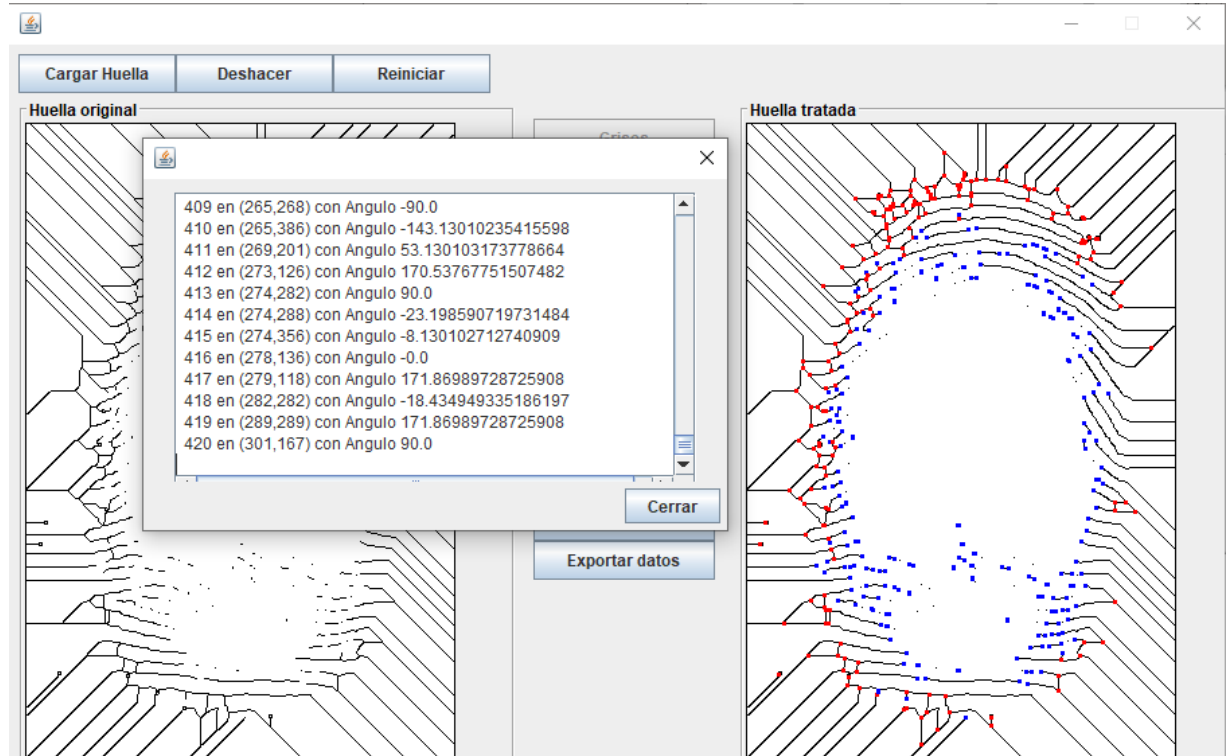 Cargar Huella
Deshacer
Reiniciar
Huella original
Huella tratada
Grises
409 en (265,268) con Angulo -90.0
410 en (265,386) con Angulo -143.13010235415598
411 en (269,201) con Angulo 53.130103173778664
412 en (273,126) con Angulo 170.53767751507482
413 en (274,282) con Angulo 90.0
414 en (274,288) con Angulo -23.198590719731484
415 en (274,356) con Angulo -8.130102712740909
416 en (278,136) con Angulo -0.0
417 en (279,118) con Angulo 171.86989728725908
418 en (282,282) con Angulo -18.434949335186197
419 en (289,289) con Angulo 171.86989728725908
420 en (301,167) con Angulo 90.0
Cerrar
Exportar datos